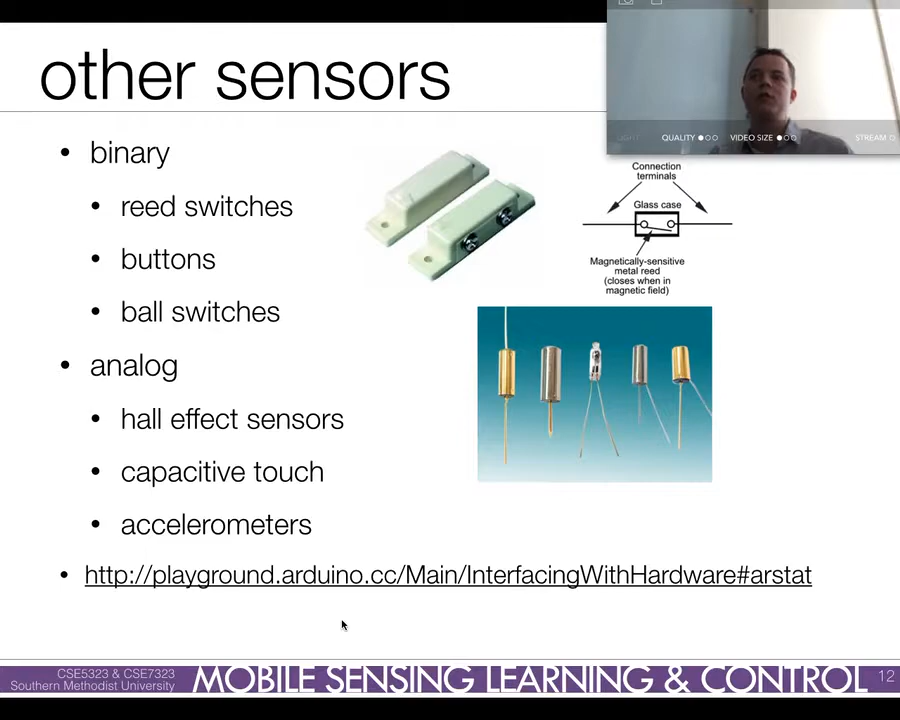 other sensors
LIGHT QUALITY VIDEO SIZE STREAM
• binary
• reed switches
• buttons
• ball switches
• analog
• hall effect sensors
• capacitive touch
• accelerometers
• http://playground.arduino.cc/Main/InterfacingWithHardware#arstat
Connection
terminals
Glass case
Magnetically-sensitive
metal reed
(closes when in
magnetic field)
CSE5323 & CSE7323
Southern Methodist University
MOBILE SENSING LEARNING & CONTROL
12